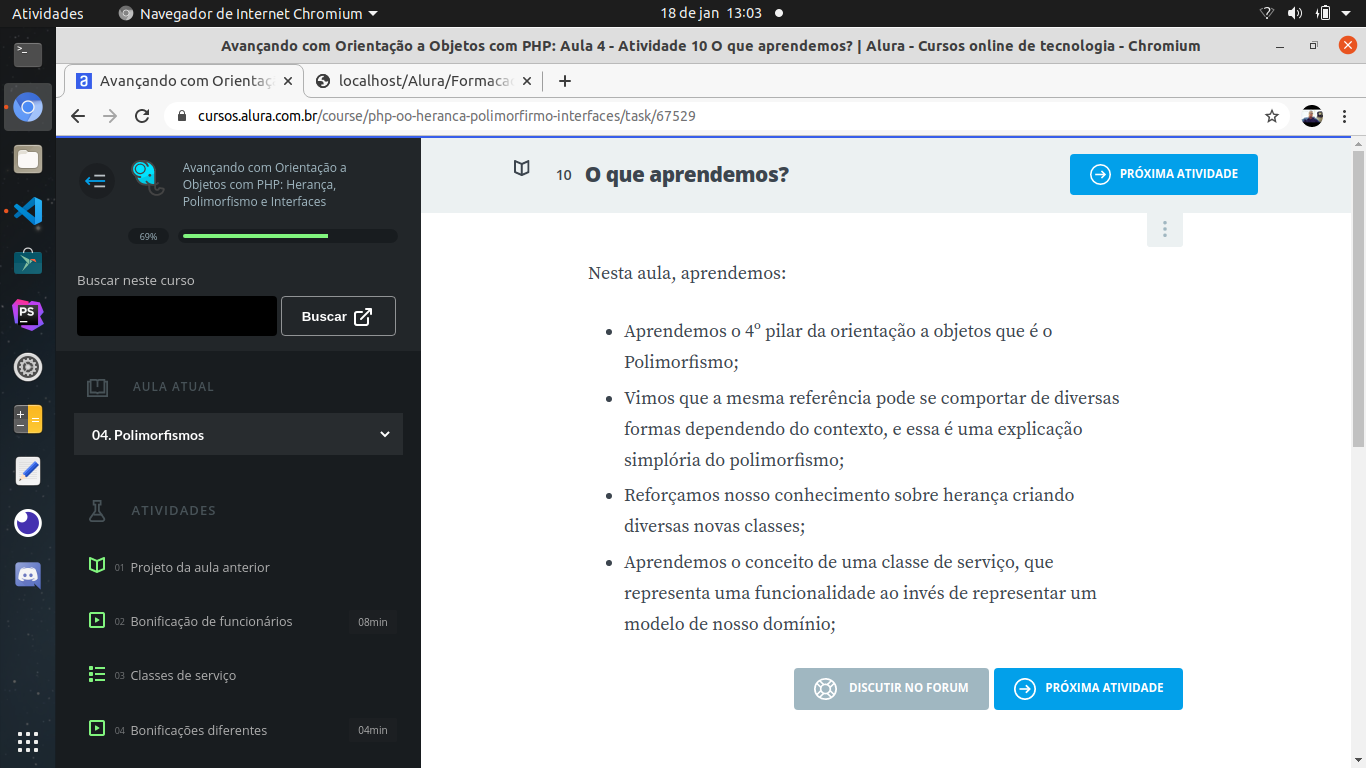 Atividades
Navegador de Internet Chromium
18 de jan 13:03
Avançando com Orientação a Objetos com PHP: Aula 4 - Atividade 10 O que aprendemos? | Alura - Cursos online de tecnologia - Chromium
Avançando com Orientaç
localhost/Alura/Formaca
cursos.alura.com.br/course/php-oo-heranca-polimorfirmo-interfaces/task/67529
Avançando com Orientação a
Objetos com PHP: Herança,
Polimorfismo e Interfaces
69%
Buscar neste curso
Buscar
AULA ATUAL
04. Polimorfismos
ATIVIDADES
01 Projeto da aula anterior
02 Bonificação de funcionários 08min
03 Classes de serviço
04 Bonificações diferentes 04min
10 O que aprendemos?
PRÓXIMA ATIVIDADE
Nesta aula, aprendemos:
Aprendemos o 4º pilar da orientação a objetos que é o
Polimorfismo;
Vimos que a mesma referência pode se comportar de diversas
formas dependendo do contexto, e essa é uma explicação
simplória do polimorfismo;
Reforçamos nosso conhecimento sobre herança criando
diversas novas classes;
Aprendemos o conceito de uma classe de serviço, que
representa uma funcionalidade ao invés de representar um
modelo de nosso domínio;
DISCUTIR NO FORUM
PRÓXIMA ATIVIDADE
PS